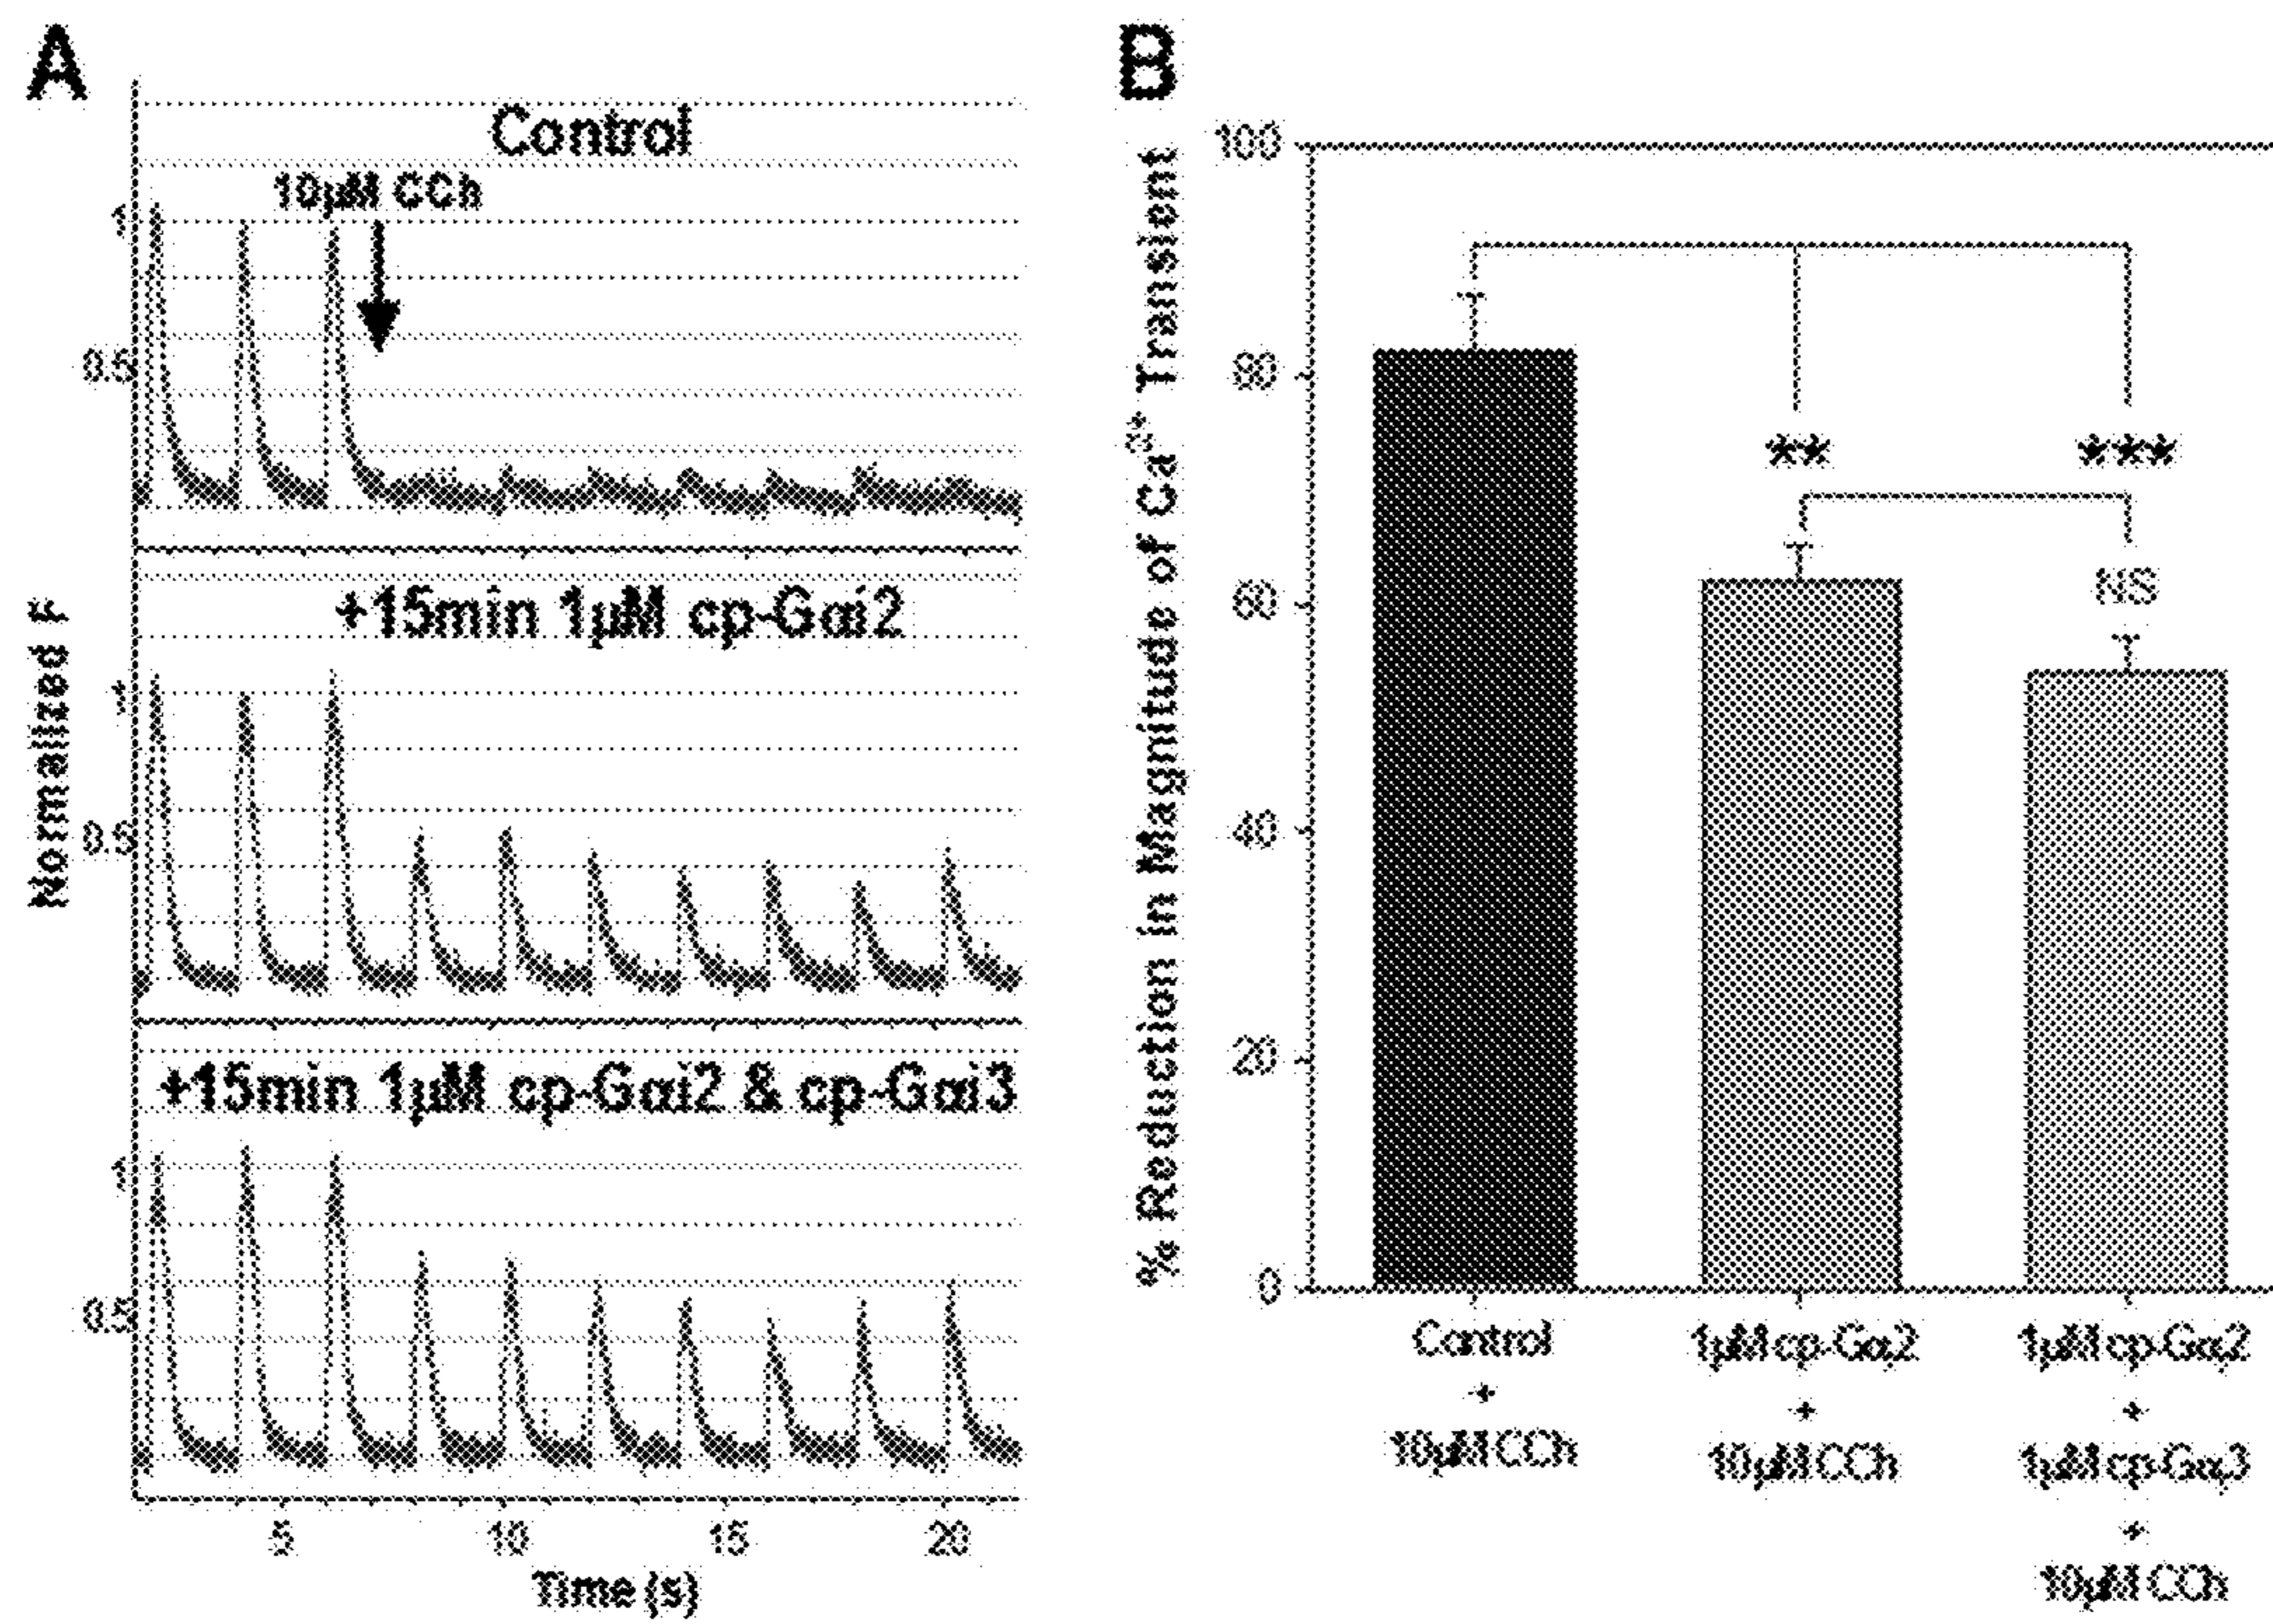 A
Control
10µM CCh
1
0.5
+15min 1µM cp-Gαi2
1
0.5
+15min 1µM cp-Gαi2 & cp-Gαi3
1
0.5
5 10 15 20
Time (s)
Normalized F
B
% Reduction in Magnitude of Ca2+ Transient
100
80
60
40
20
0
**
***
NS
Control
+
10µM CCh
1µM cp-Gαi2
+
10µM CCh
1µM cp-Gαi2
+
1µM cp-Gαi3
+
10µM CCh